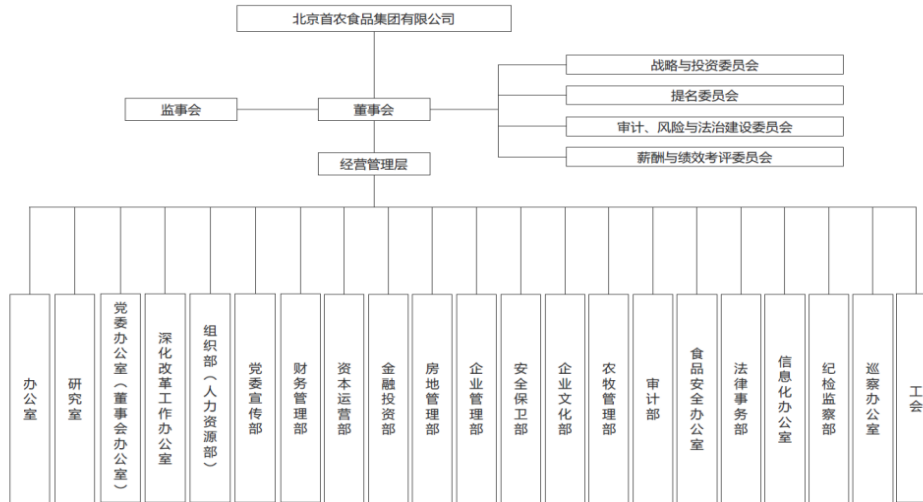 北京首农食品集团有限公司
战略与投资委员会
提名委员会
监事会
董事会
审计、风险与法治建设委员会
薪酬与绩效考评委员会
经营管理层
办公室
研究室
党委办公室（董事会办公室）
深化改革工作办公室
组织部（人力资源部）
党委宣传部
财务管理部
资本运营部
金融投资部
房地管理部
企业管理部
安全保卫部
企业文化部
农牧管理部
审计部
食品安全办公室
法律事务部
信息化办公室
纪检监察部
巡察办公室
工会